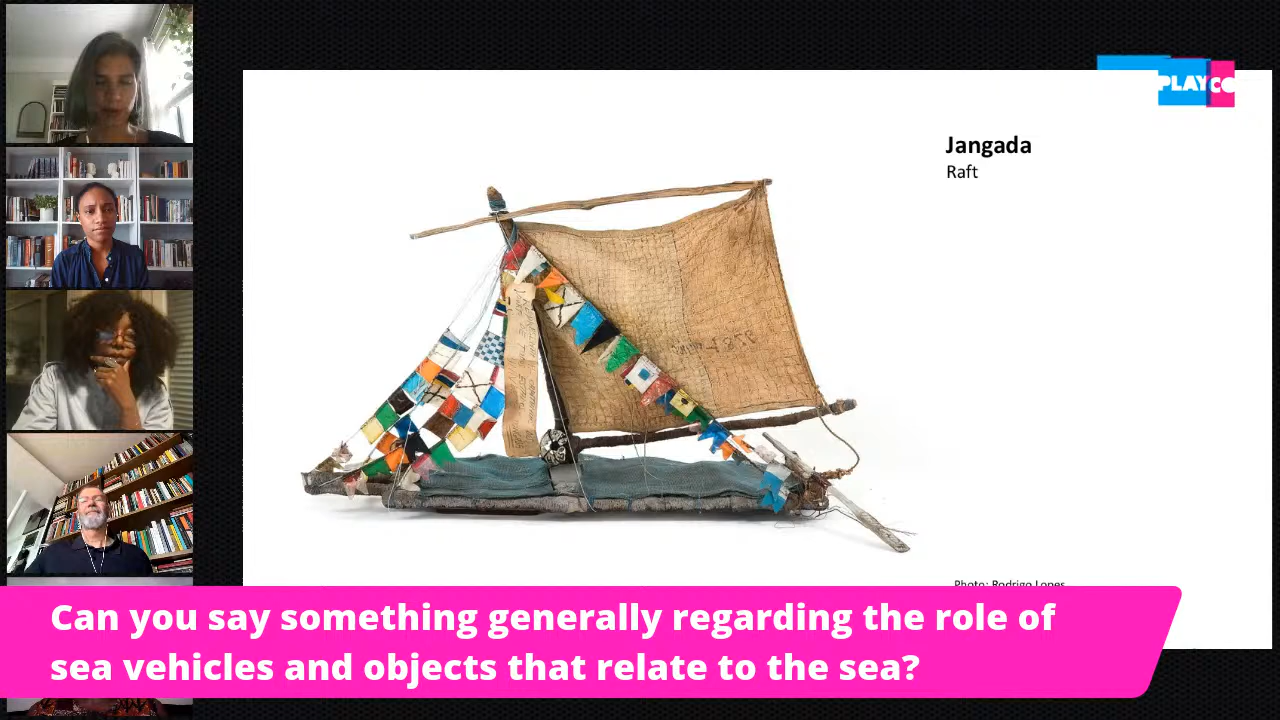 PLAYCO
Jangada
Raft
Photo: Rodrigo Lopes
Can you say something generally regarding the role of
sea vehicles and objects that relate to the sea?